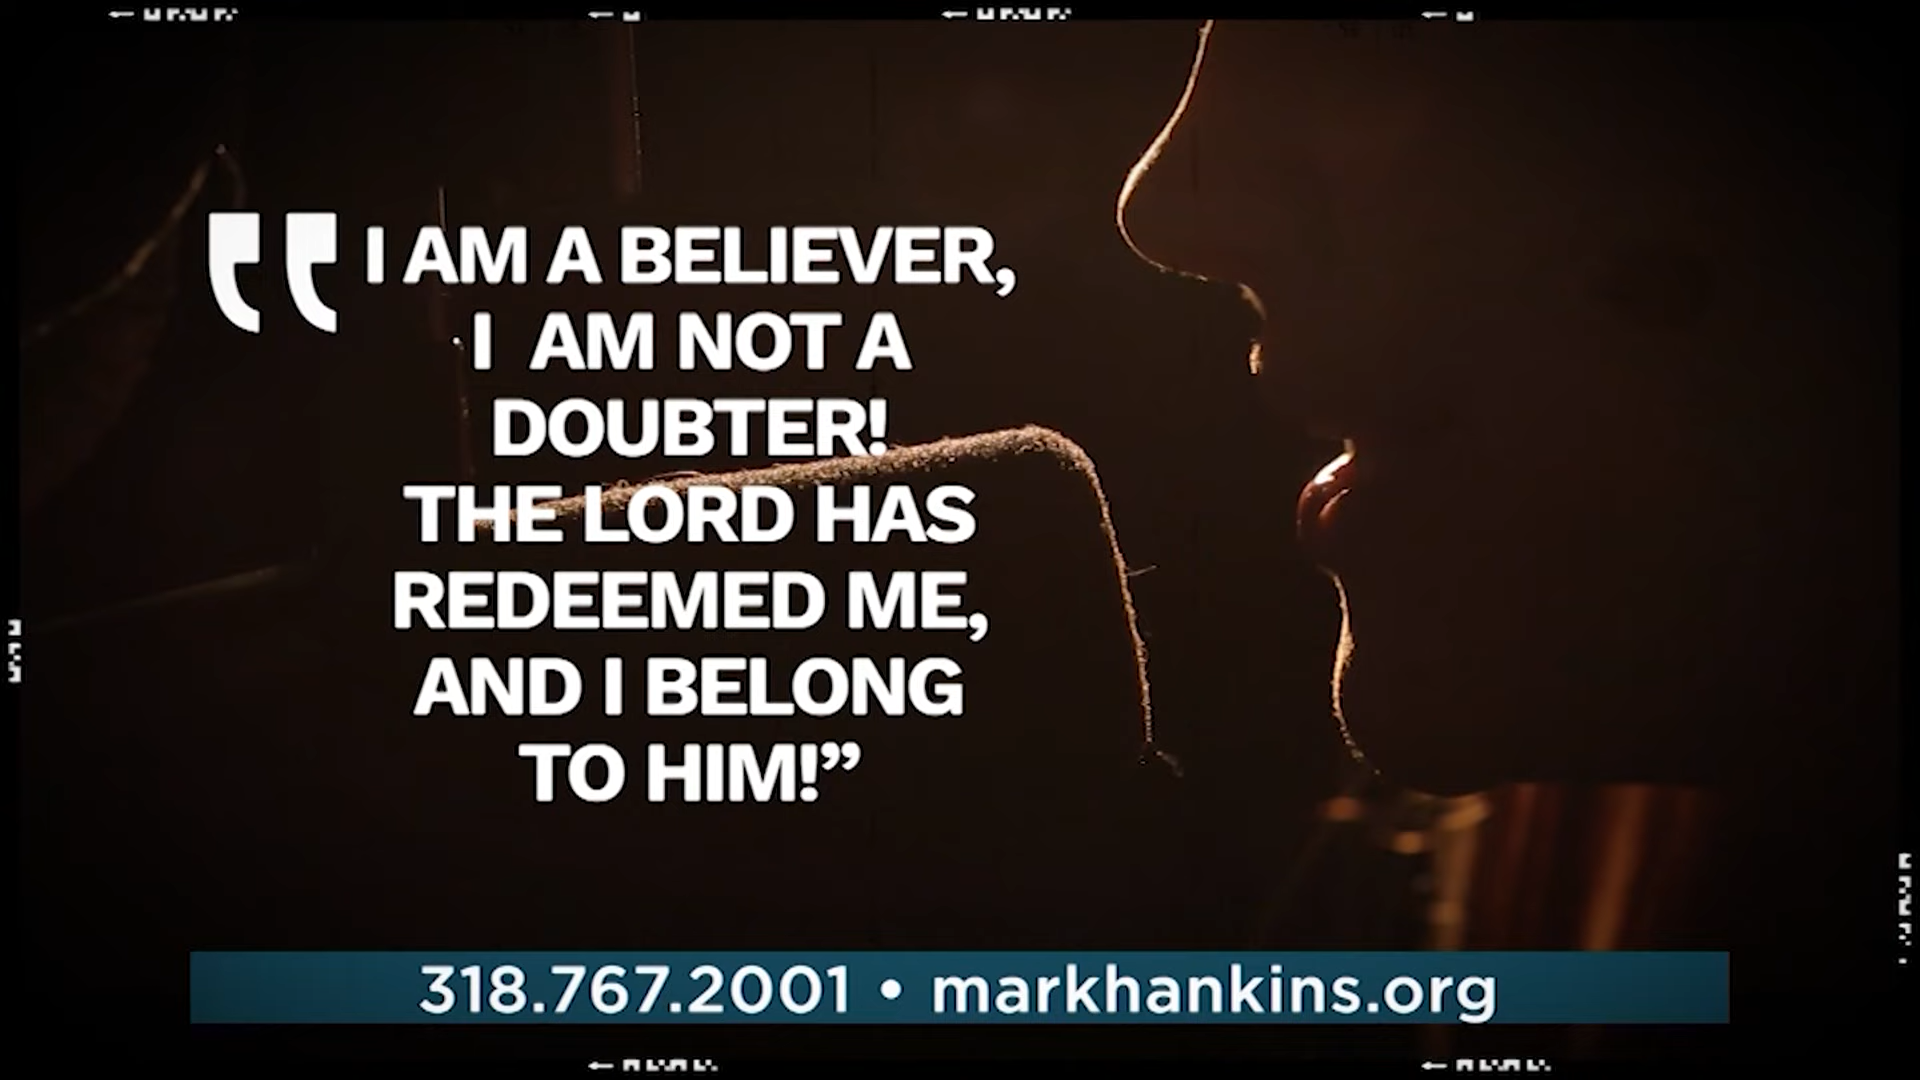 “I AM A BELIEVER,
I AM NOT A
DOUBTER!
THE LORD HAS
REDEEMED ME,
AND I BELONG
TO HIM!”
318.767.2001 • markhankins.org